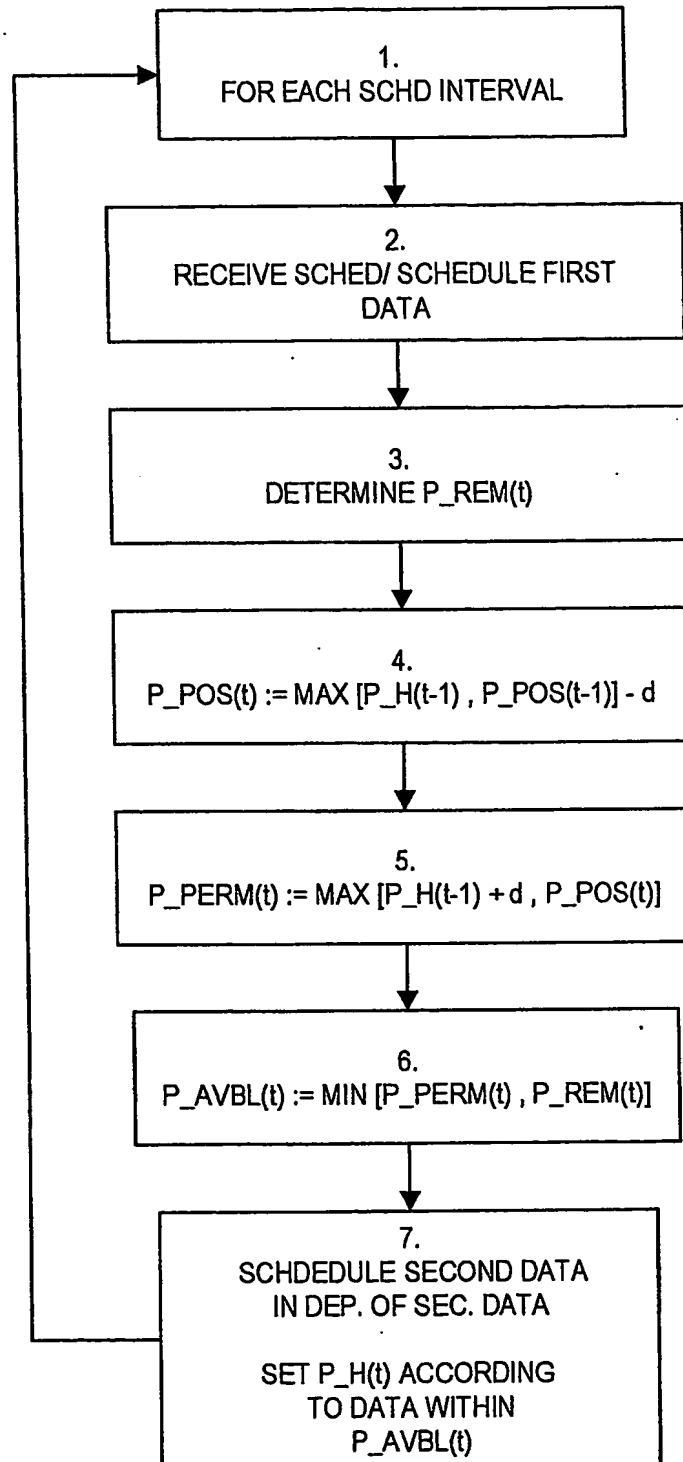 1.
FOR EACH SCHD INTERVAL
2.
RECEIVE SCHED/ SCHEDULE FIRST
DATA
3.
DETERMINE P_REM(t)
4.
P_POS(t) := MAX [P_H(t-1) , P_POS(t-1)] - d
5.
P_PERM(t) := MAX [P_H(t-1) + d , P_POS(t)]
6.
P_AVBL(t) := MIN [P_PERM(t) , P_REM(t)]
7.
SCHDEDULE SECOND DATA
IN DEP. OF SEC. DATA
SET P_H(t) ACCORDING
TO DATA WITHIN
P_AVBL(t)